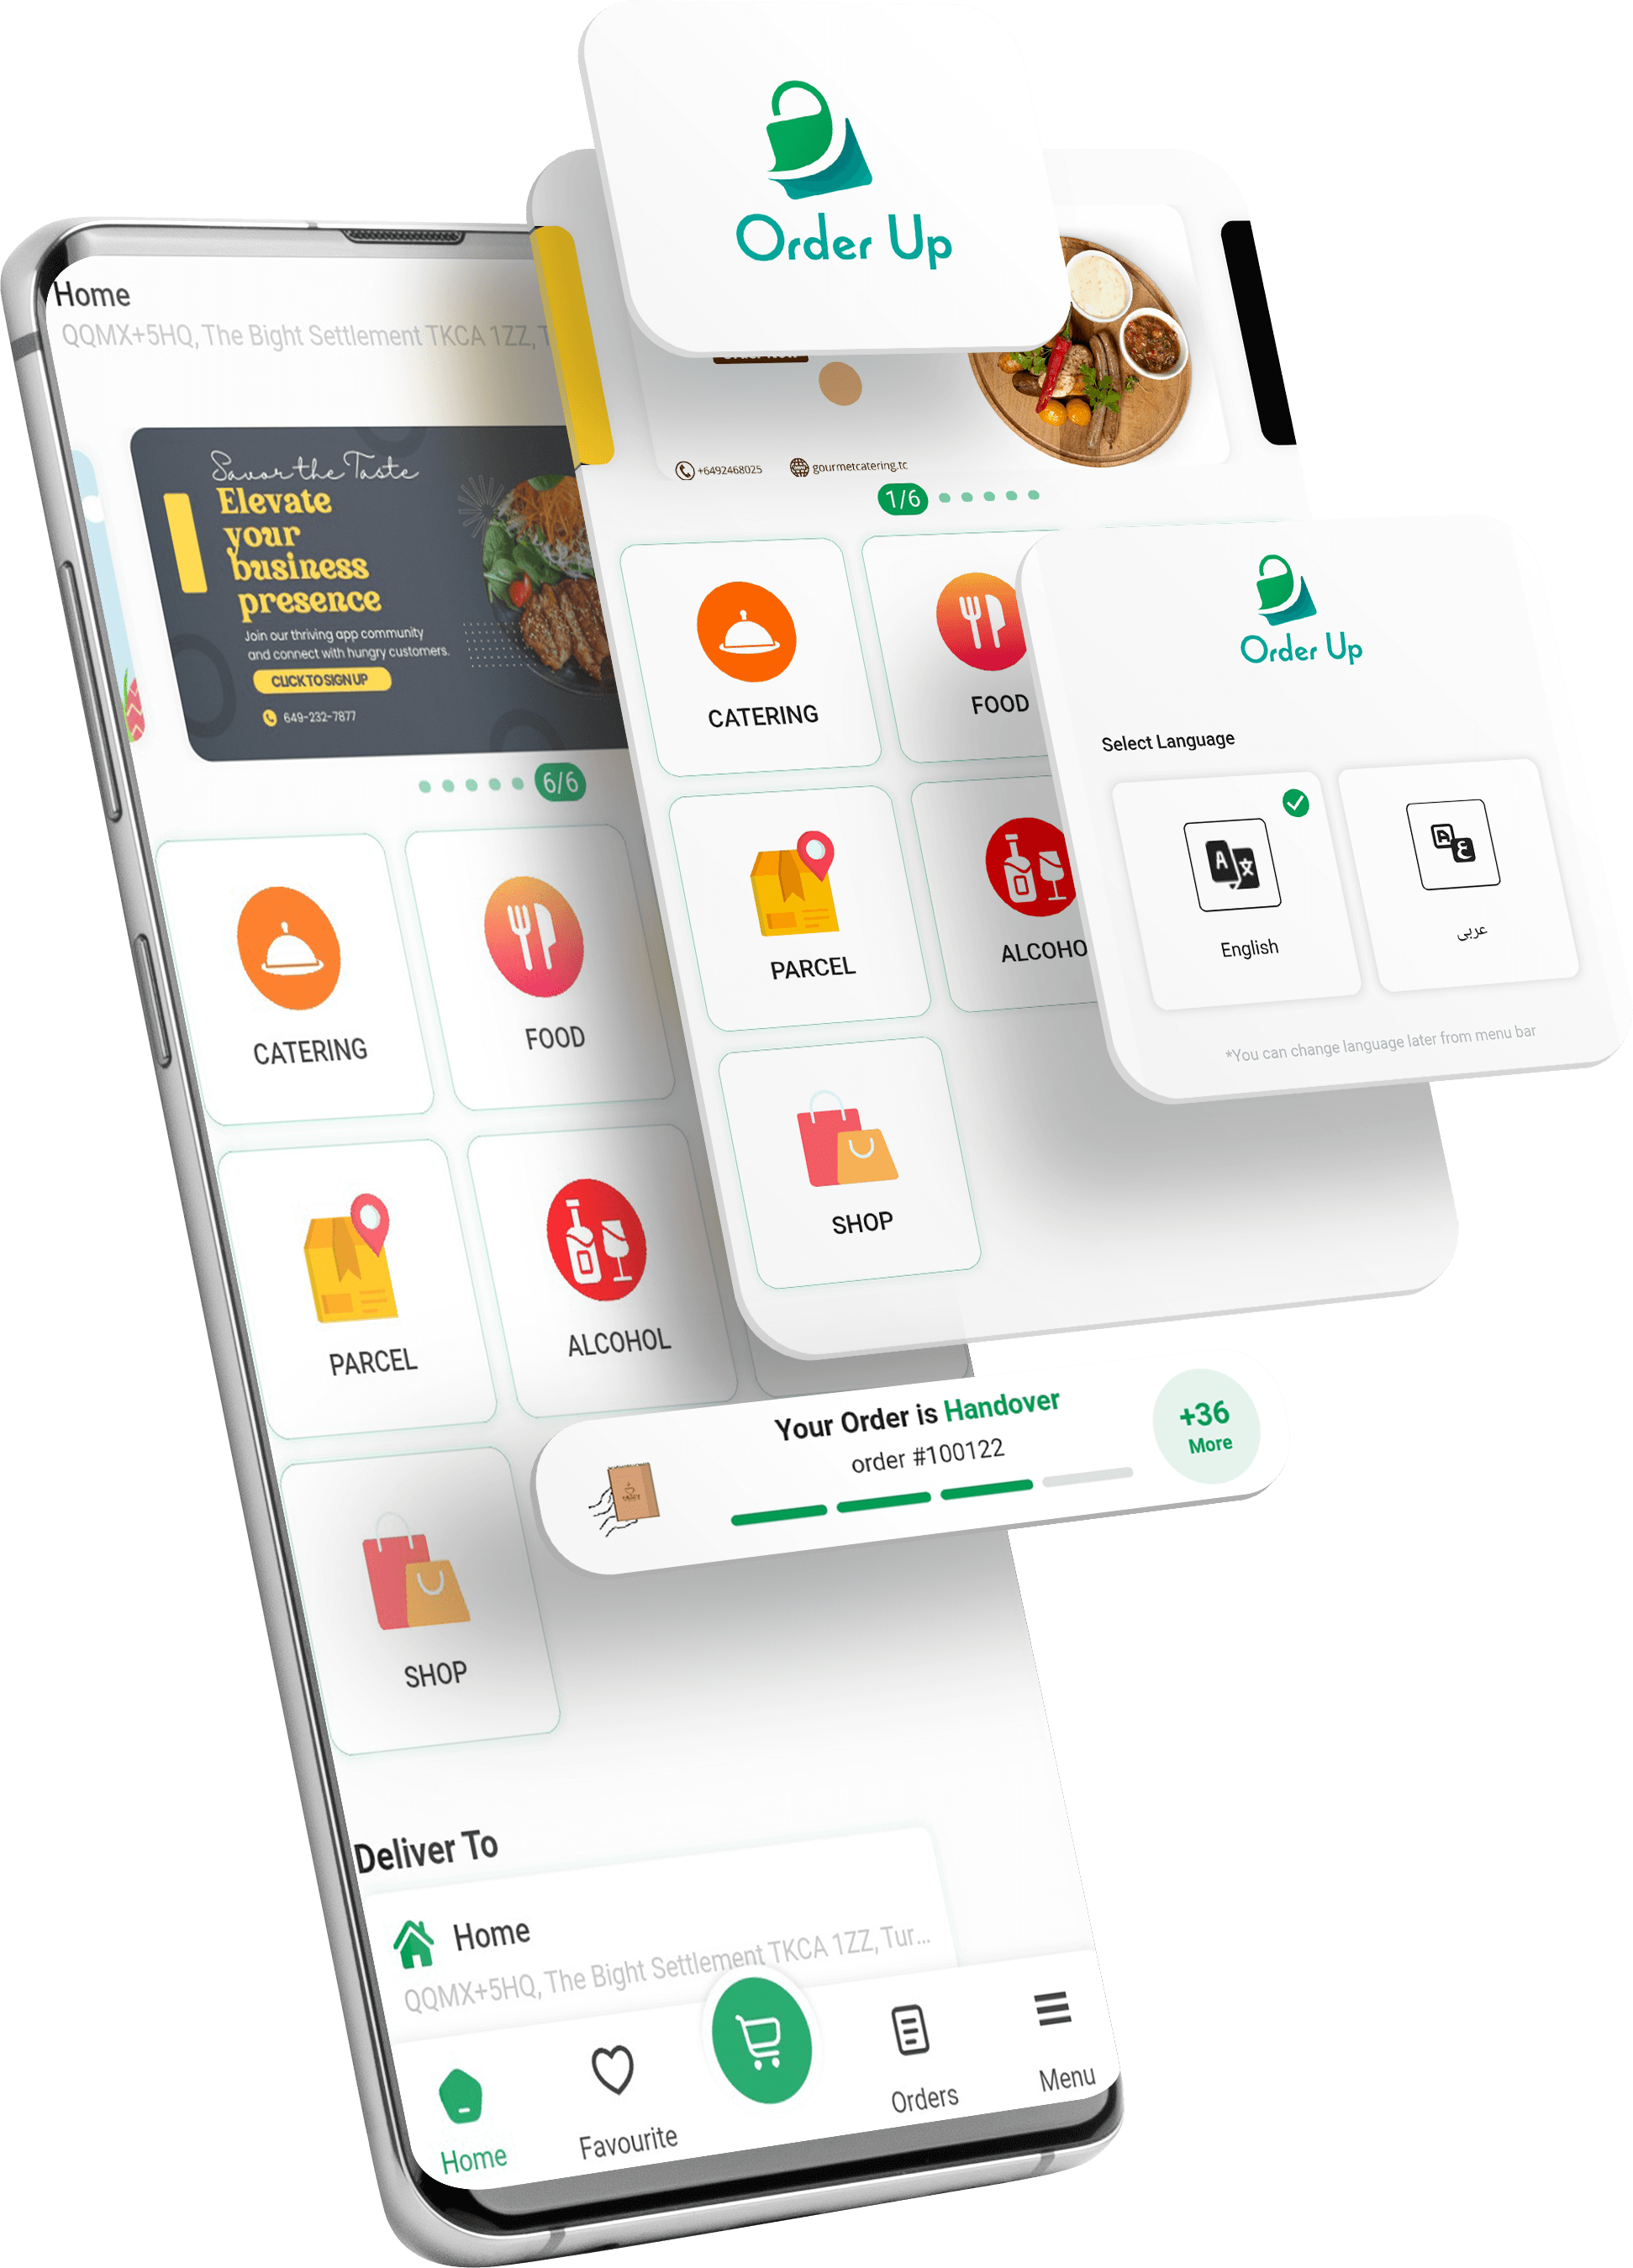 Order Up
Home
QQMX+5HQ, The Bight Settlement TKCA 1ZZ, T
Savor the Taste
Elevate
your
business
presence
Join our thriving app community
and connect with hungry customers.
CLICK TO SIGN UP
649-232-7877
6/6
CATERING
FOOD
PARCEL
ALCOHOL
SHOP
+6492468025
gourmetcatering.tc
1/6
CATERING
FOOD
PARCEL
ALCOHO
SHOP
Order Up
Select Language
English
عربى
*You can change language later from menu bar
Your Order is Handover
order #100122
+36
More
Deliver To
Home
QQMX+5HQ, The Bight Settlement TKCA 1ZZ, Tur...
Home
Favourite
Orders
Menu